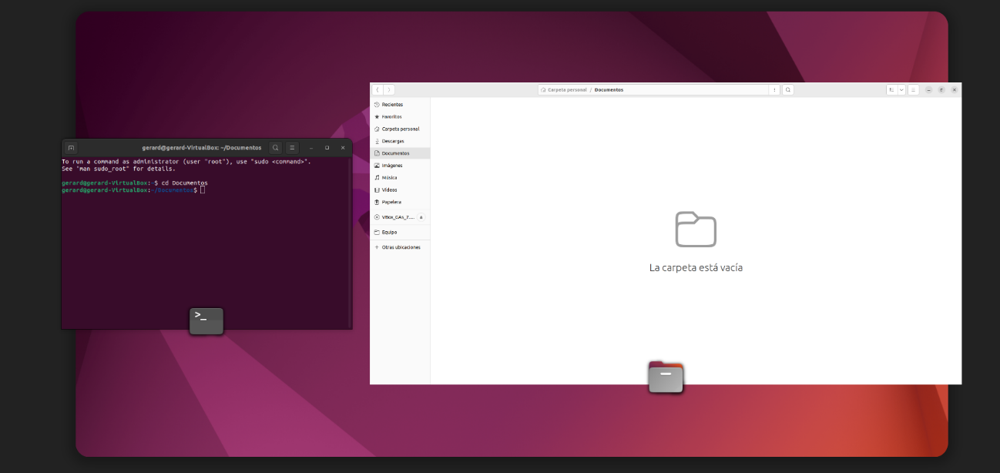 gerard@gerard-VirtualBox: ~/Documentos
To run a command as administrator (user "root"), use "sudo <command>".
See "man sudo_root" for details.
gerard@gerard-VirtualBox:~$ cd Documentos
gerard@gerard-VirtualBox:~/Documentos$
>_
Carpeta personal / Documentos
Recientes
Favoritos
Carpeta personal
Descargas
Documentos
Imágenes
Música
Vídeos
Papelera
VBox_GAs_7....
Equipo
+ Otras ubicaciones
La carpeta está vacía